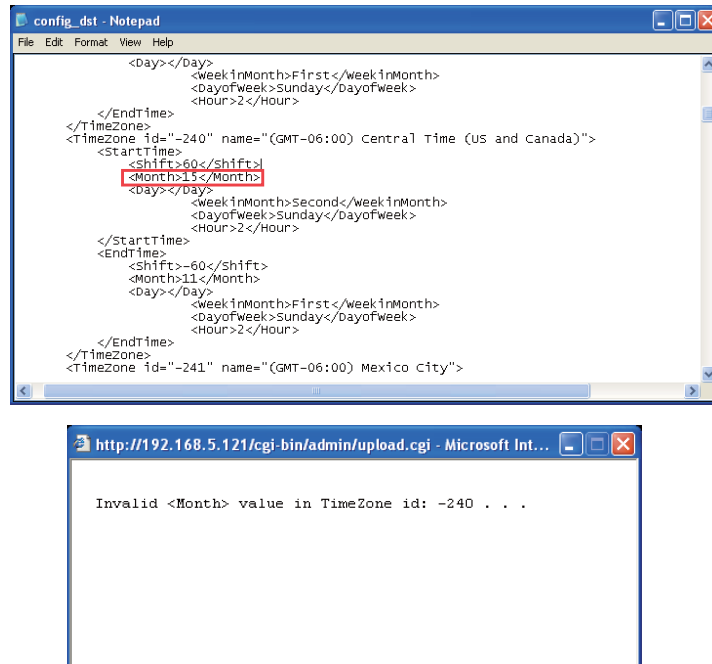 config_dst - Notepad
File Edit Format View Help
<Day></Day>
<WeekinMonth>First</WeekinMonth>
<DayofWeek>Sunday</DayofWeek>
<Hour>2</Hour>
</EndTime>
</TimeZone>
<TimeZone id="-240" name="(GMT-06:00) Central Time (US and Canada)">
<StartTime>
<Shift>60</Shift>
<Month>15</Month>
<Day></Day>
<WeekinMonth>Second</WeekinMonth>
<DayofWeek>Sunday</DayofWeek>
<Hour>2</Hour>
</StartTime>
<EndTime>
<Shift>-60</Shift>
<Month>11</Month>
<Day></Day>
<WeekinMonth>First</WeekinMonth>
<DayofWeek>Sunday</DayofWeek>
<Hour>2</Hour>
</EndTime>
</TimeZone>
<TimeZone id="-241" name="(GMT-06:00) Mexico City">
http://192.168.5.121/cgi-bin/admin/upload.cgi - Microsoft Int...
Invalid <Month> value in TimeZone id: -240 . . .